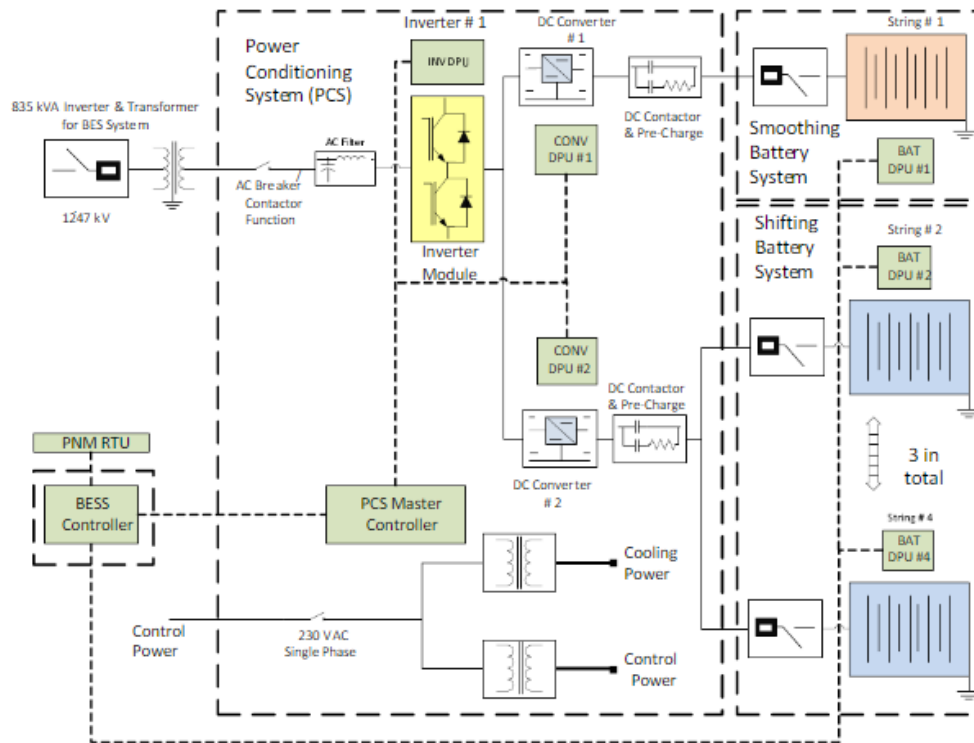 Inverter # 1
DC Converter
# 1
String # 1
Power
Conditioning
System (PCS)
INV DPU
835 kVA Inverter & Transformer
for BES System
AC Filter
DC Contactor
& Pre-Charge
Smoothing
Battery
System
CONV
DPU #1
BAT
DPU #1
AC Breaker
Contactor
Function
1247 kV
Inverter
Module
Shifting
Battery
System
String # 2
BAT
DPU #2
CONV
DPU #2
DC Contactor
& Pre-Charge
PNM RTU
3 in
total
BESS
Controller
PCS Master
Controller
DC Converter
# 2
String # 4
BAT
DPU #4
Cooling
Power
Control
Power
230 V AC
Single Phase
Control
Power